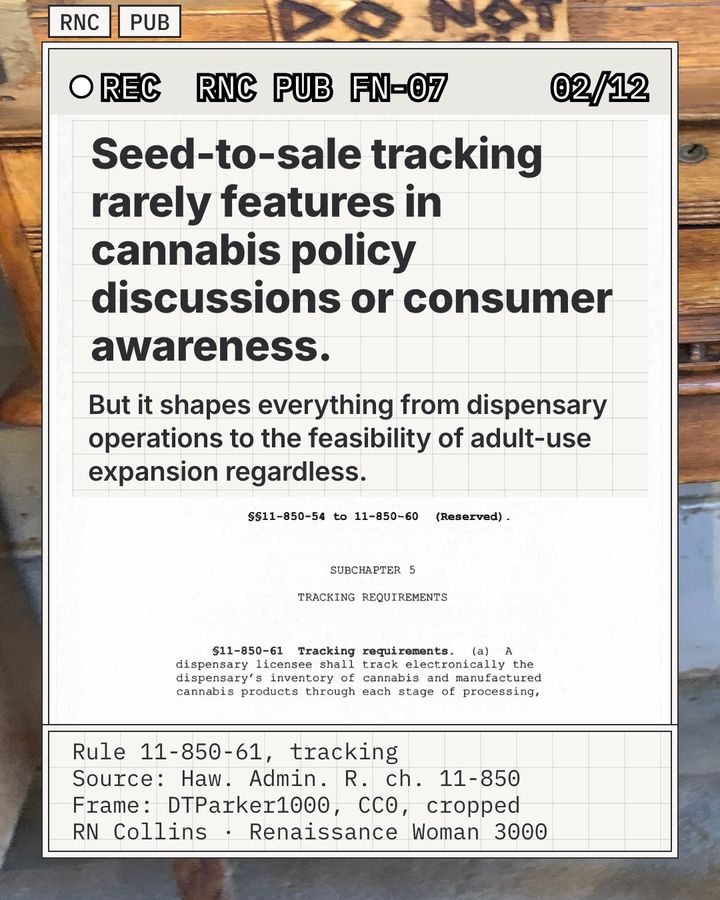 DO NOT
RNC PUB
REC RNC PUB FN-07 02/12
Seed-to-sale tracking
rarely features in
cannabis policy
discussions or consumer
awareness.
But it shapes everything from dispensary
operations to the feasibility of adult-use
expansion regardless.
§§11-850-54 to 11-850-60 (Reserved).
SUBCHAPTER 5
TRACKING REQUIREMENTS
§11-850-61 Tracking requirements. (a) A
dispensary licensee shall track electronically the
dispensary's inventory of cannabis and manufactured
cannabis products through each stage of processing,
Rule 11-850-61, tracking
Source: Haw. Admin. R. ch. 11-850
Frame: DTParker1000, CC0, cropped
RN Collins · Renaissance Woman 3000